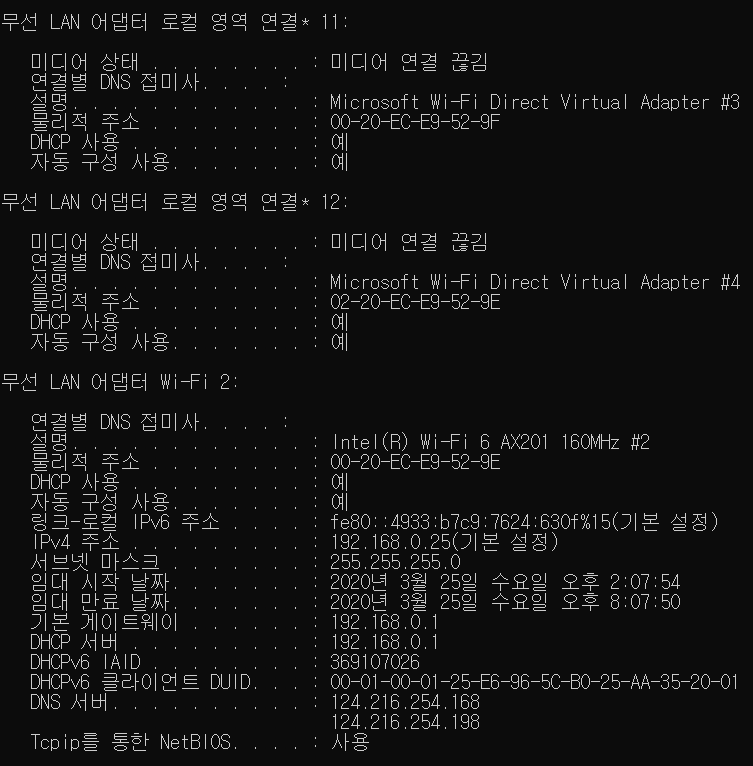 무선 LAN 어댑터 로컬 영역 연결* 11:
미디어 상태 . . . . . . . . : 미디어 연결 끊김
연결별 DNS 접미사. . . . :
설명. . . . . . . . . . . . : Microsoft Wi-Fi Direct Virtual Adapter #3
물리적 주소 . . . . . . . . : 00-20-EC-E9-52-9F
DHCP 사용 . . . . . . . . . : 예
자동 구성 사용. . . . . . . : 예
무선 LAN 어댑터 로컬 영역 연결* 12:
미디어 상태 . . . . . . . . : 미디어 연결 끊김
연결별 DNS 접미사. . . . :
설명. . . . . . . . . . . . : Microsoft Wi-Fi Direct Virtual Adapter #4
물리적 주소 . . . . . . . . : 02-20-EC-E9-52-9E
DHCP 사용 . . . . . . . . . : 예
자동 구성 사용. . . . . . . : 예
무선 LAN 어댑터 Wi-Fi 2:
연결별 DNS 접미사. . . . :
설명. . . . . . . . . . . . : Intel(R) Wi-Fi 6 AX201 160MHz #2
물리적 주소 . . . . . . . . : 00-20-EC-E9-52-9E
DHCP 사용 . . . . . . . . . : 예
자동 구성 사용. . . . . . . : 예
링크-로컬 IPv6 주소 . . . . : fe80::4933:b7c9:7624:630f%15(기본 설정)
IPv4 주소 . . . . . . . . . : 192.168.0.25(기본 설정)
서브넷 마스크 . . . . . . . : 255.255.255.0
임대 시작 날짜. . . . . . . : 2020년 3월 25일 수요일 오후 2:07:54
임대 만료 날짜. . . . . . . : 2020년 3월 25일 수요일 오후 8:07:50
기본 게이트웨이 . . . . . . : 192.168.0.1
DHCP 서버 . . . . . . . . . : 192.168.0.1
DHCPv6 IAID . . . . . . . . : 369107026
DHCPv6 클라이언트 DUID. . . : 00-01-00-01-25-E6-96-5C-B0-25-AA-35-20-01
DNS 서버. . . . . . . . . . : 124.216.254.168
124.216.254.198
Tcpip를 통한 NetBIOS. . . . : 사용